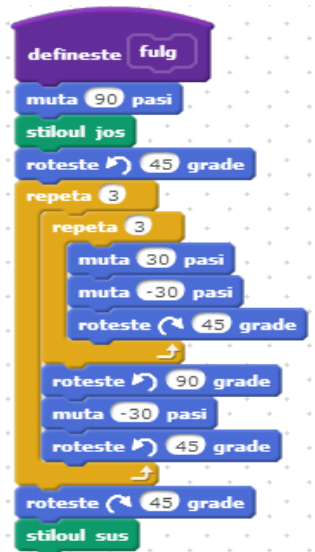 defineste fulg
muta 90 pasi
stiloul jos
roteste 45 grade
repeta 3
repeta 3
muta 30 pasi
muta -30 pasi
roteste 45 grade
roteste 90 grade
muta -30 pasi
roteste 45 grade
roteste 45 grade
stiloul sus